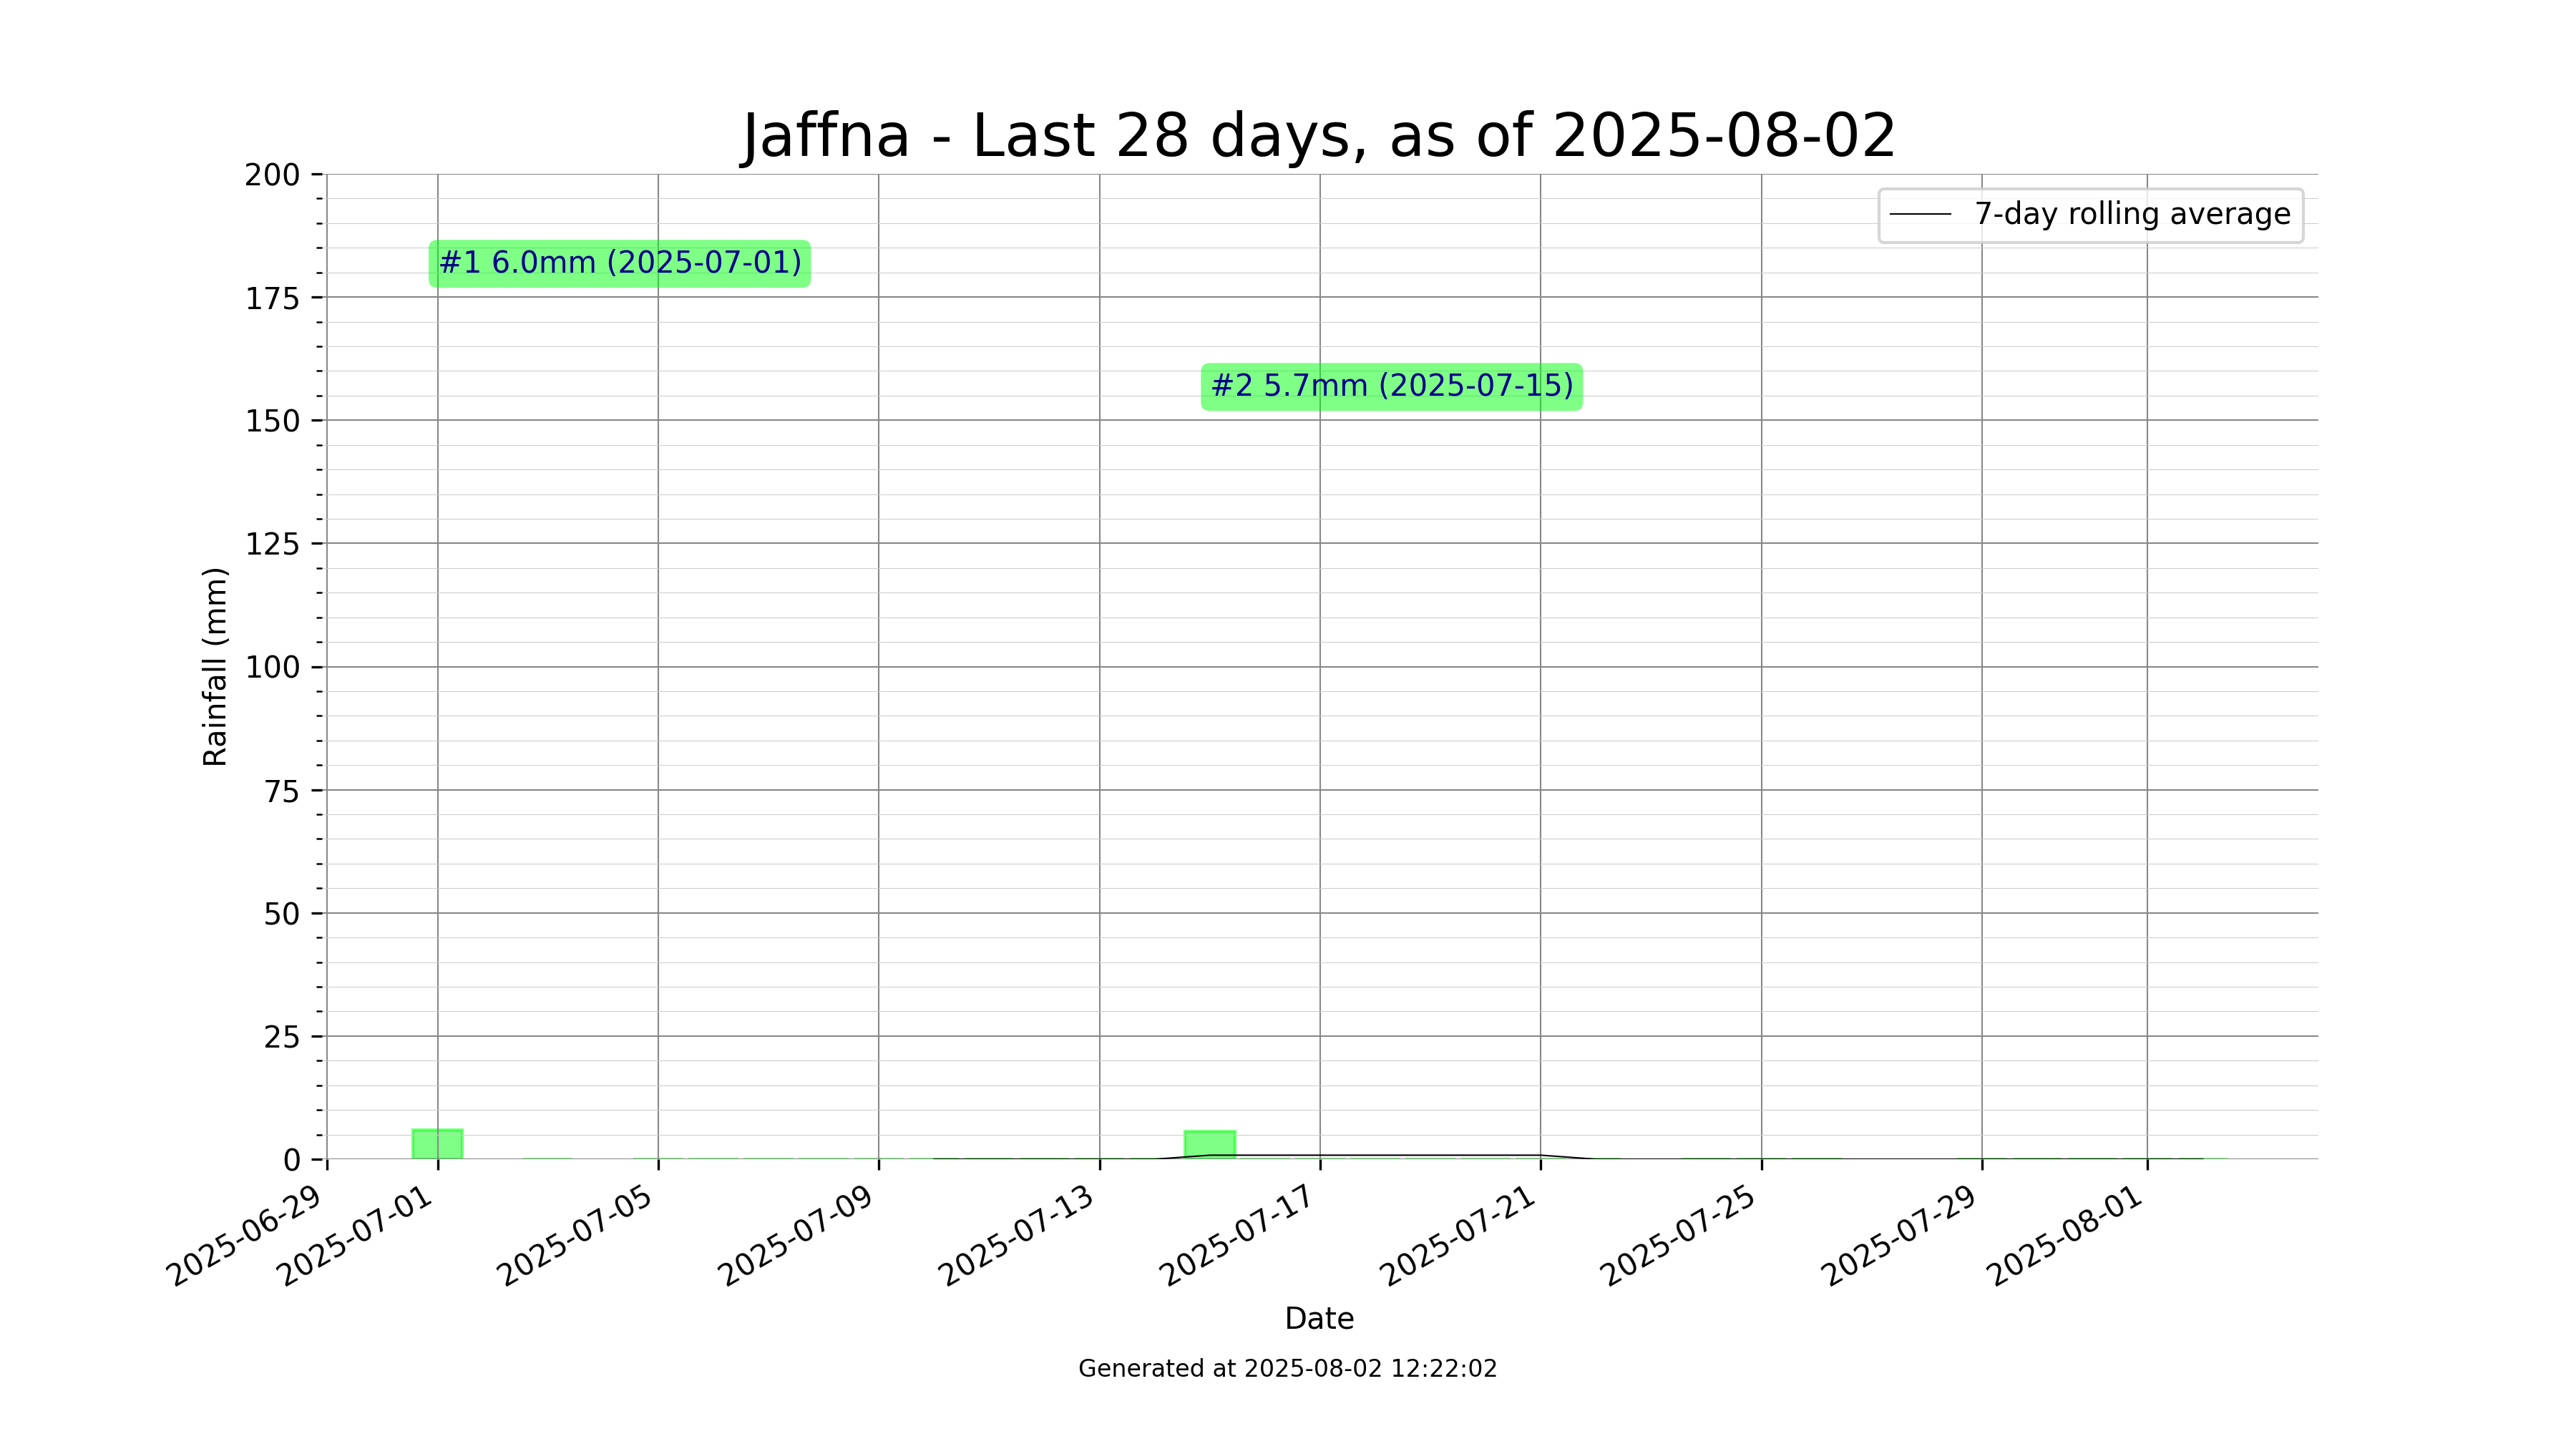 Jaffna - Last 28 days, as of 2025-08-02
7-day rolling average
#1 6.0mm (2025-07-01)
#2 5.7mm (2025-07-15)
Rainfall (mm)
200
175
150
125
100
75
50
25
0
2025-06-29
2025-07-01
2025-07-05
2025-07-09
2025-07-13
2025-07-17
2025-07-21
2025-07-25
2025-07-29
2025-08-01
Date
Generated at 2025-08-02 12:22:02